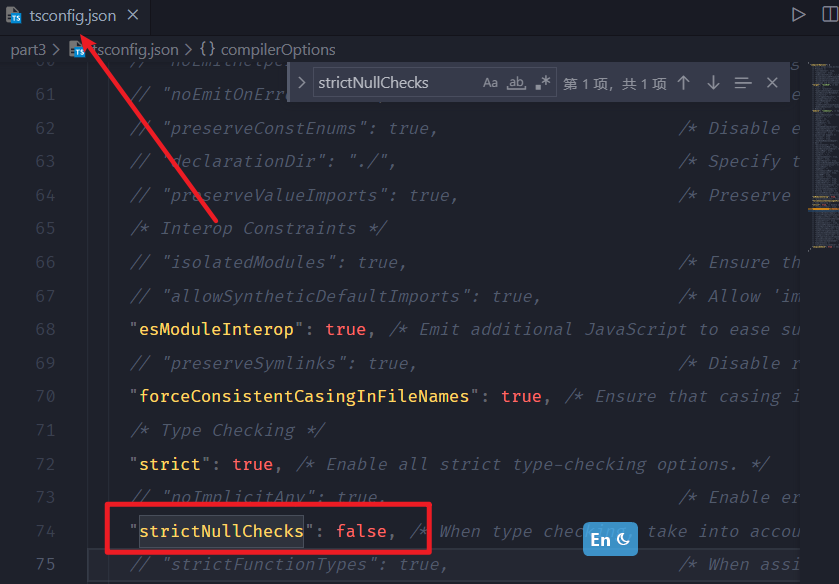 tsconfig.json
part3 > tsconfig.json > {} compilerOptions
strictNullChecks Aa ab .* 第 1 项，共 1 项
61 // "noEmitOnErr
62 // "preserveConstEnums": true, /* Disable e
63 // "declarationDir": "./", /* Specify t
64 // "preserveValueImports": true, /* Preserve
65 /* Interop Constraints */
66 // "isolatedModules": true, /* Ensure th
67 // "allowSyntheticDefaultImports": true, /* Allow 'im
68 "esModuleInterop": true, /* Emit additional JavaScript to ease su
69 // "preserveSymlinks": true, /* Disable r
70 "forceConsistentCasingInFileNames": true, /* Ensure that casing i
71 /* Type Checking */
72 "strict": true, /* Enable all strict type-checking options. */
73 // "noImplicitAny": true, /* Enable er
74 "strictNullChecks": false, /* When type checking, take into accou
75 // "strictFunctionTypes": true, /* When assi
En